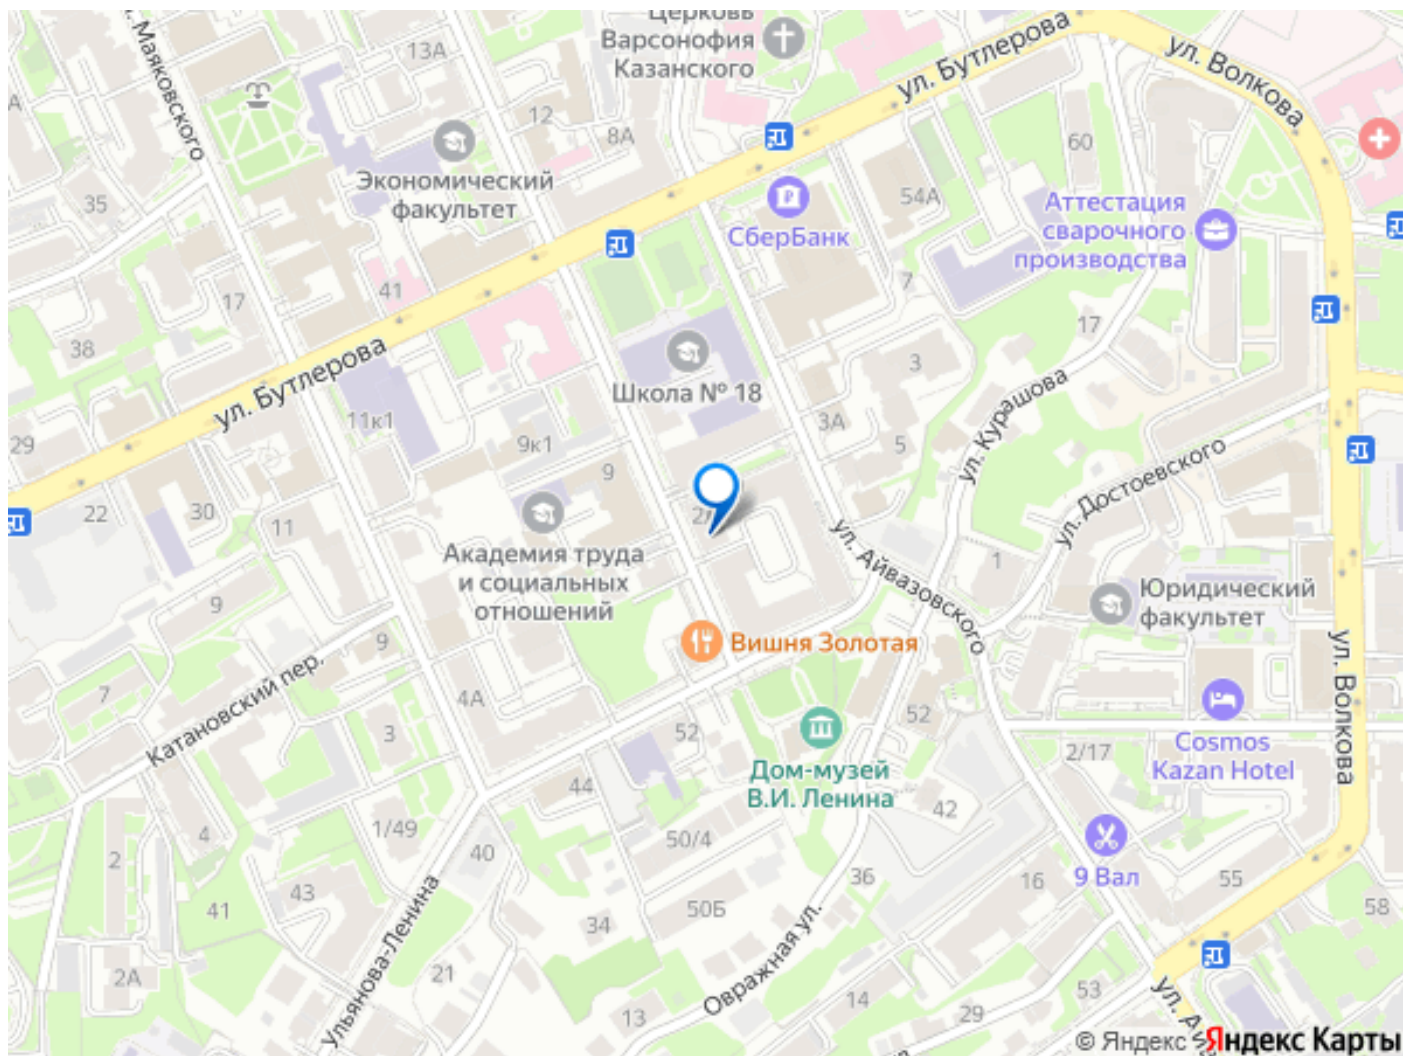 Церковь
Варсонофия
Казанского
ул. Бутлерова
ул. Волкова
Маяковского
13А
12
8А
60
35
Экономический
факультет
54А
СберБанк
Аттестация
сварочного
производства
17
41
7
17
38
3
ул. Бутлерова
Школа № 18
ул. Курашова
11к1
9к1
3А
5
29
9
ул. Достоевского
22
30
11
Академия труда
и социальных
отношений
ул. Айвазовского
1
Юридический
факультет
9
9
Вишня Золотая
ул. Волкова
Катановский пер.
7
4А
3
52
52
Дом-музей
В.И. Ленина
2/17
Cosmos
Kazan Hotel
44
42
4
1/49
40
50/4
2
43
36
16
9 Вал
55
58
41
50Б
34
Ульянова-Ленина
Овражная ул.
2А
21
13
14
53
29
© Яндекс
Яндекс Карты